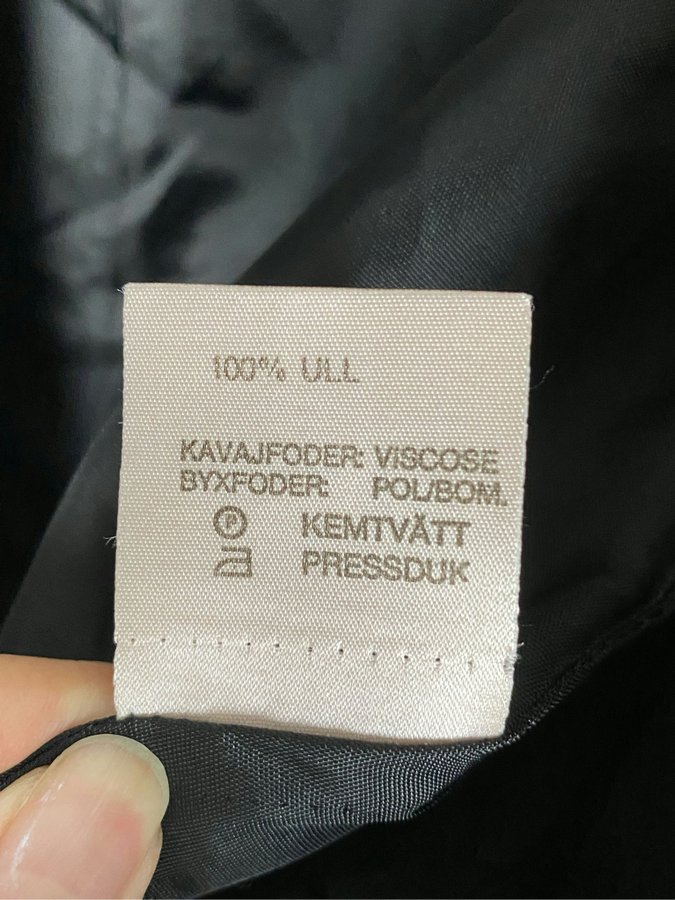 100% ULL
KAVAJFODER: VISCOSE
BYXFODER: POL/BOM.
Ⓟ KEMTVÄTT
PRESSDUK